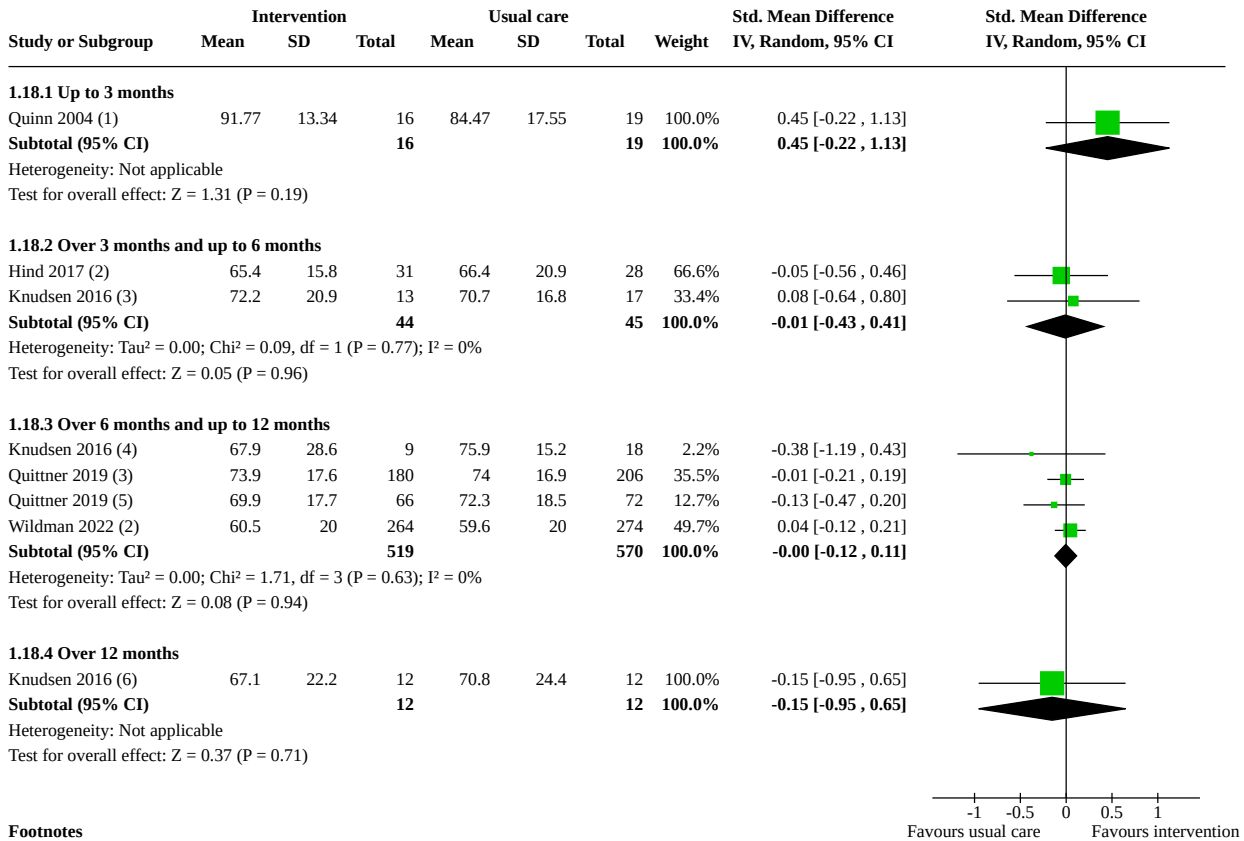 Intervention Usual care Std. Mean Difference Std. Mean Difference
Study or Subgroup Mean SD Total Mean SD Total Weight IV, Random, 95% CI IV, Random, 95% CI
1.18.1 Up to 3 months
Quinn 2004 (1) 91.77 13.34 16 84.47 17.55 19 100.0% 0.45 [-0.22 , 1.13]
Subtotal (95% CI) 16 19 100.0% 0.45 [-0.22 , 1.13]
Heterogeneity: Not applicable
Test for overall effect: Z = 1.31 (P = 0.19)
1.18.2 Over 3 months and up to 6 months
Hind 2017 (2) 65.4 15.8 31 66.4 20.9 28 66.6% -0.05 [-0.56 , 0.46]
Knudsen 2016 (3) 72.2 20.9 13 70.7 16.8 17 33.4% 0.08 [-0.64 , 0.80]
Subtotal (95% CI) 44 45 100.0% -0.01 [-0.43 , 0.41]
Heterogeneity: Tau² = 0.00; Chi² = 0.09, df = 1 (P = 0.77); I² = 0%
Test for overall effect: Z = 0.05 (P = 0.96)
1.18.3 Over 6 months and up to 12 months
Knudsen 2016 (4) 67.9 28.6 9 75.9 15.2 18 2.2% -0.38 [-1.19 , 0.43]
Quittner 2019 (3) 73.9 17.6 180 74 16.9 206 35.5% -0.01 [-0.21 , 0.19]
Quittner 2019 (5) 69.9 17.7 66 72.3 18.5 72 12.7% -0.13 [-0.47 , 0.20]
Wildman 2022 (2) 60.5 20 264 59.6 20 274 49.7% 0.04 [-0.12 , 0.21]
Subtotal (95% CI) 519 570 100.0% -0.00 [-0.12 , 0.11]
Heterogeneity: Tau² = 0.00; Chi² = 1.71, df = 3 (P = 0.63); I² = 0%
Test for overall effect: Z = 0.08 (P = 0.94)
1.18.4 Over 12 months
Knudsen 2016 (6) 67.1 22.2 12 70.8 24.4 12 100.0% -0.15 [-0.95 , 0.65]
Subtotal (95% CI) 12 12 100.0% -0.15 [-0.95 , 0.65]
Heterogeneity: Not applicable
Test for overall effect: Z = 0.37 (P = 0.71)
-1 -0.5 0 0.5 1
Footnotes Favours usual care Favours intervention